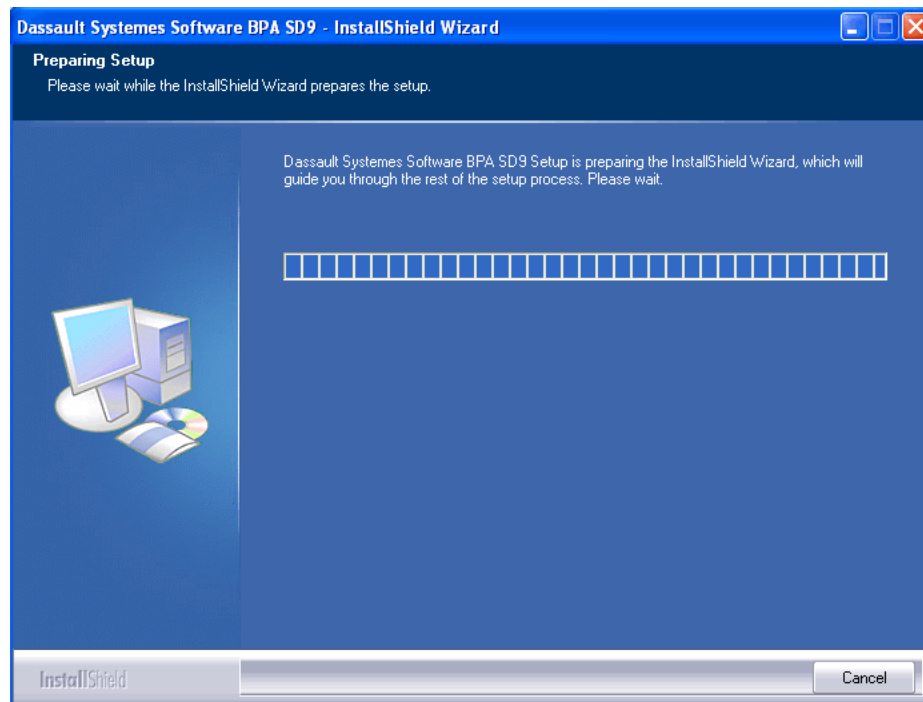 Dassault Systemes Software BPA SD9 - InstallShield Wizard
Preparing Setup
Please wait while the InstallShield Wizard prepares the setup.
Dassault Systemes Software BPA SD9 Setup is preparing the InstallShield Wizard, which will
guide you through the rest of the setup process. Please wait.
InstallShield
Cancel